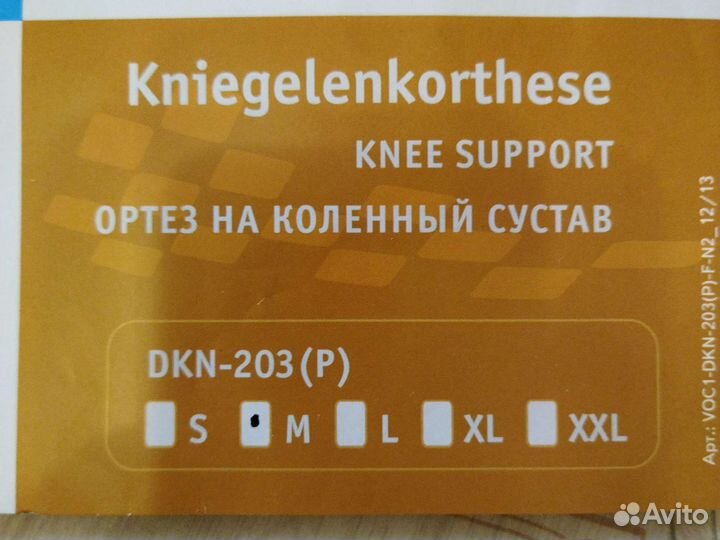 Kniegelenkorthese
KNEE SUPPORT
ОРТЕЗ НА КОЛЕННЫЙ СУСТАВ
DKN-203(P)
S M L XL XXL
Арт.: VOC1-DKN-203(P)-F-N2_12/13
Avito